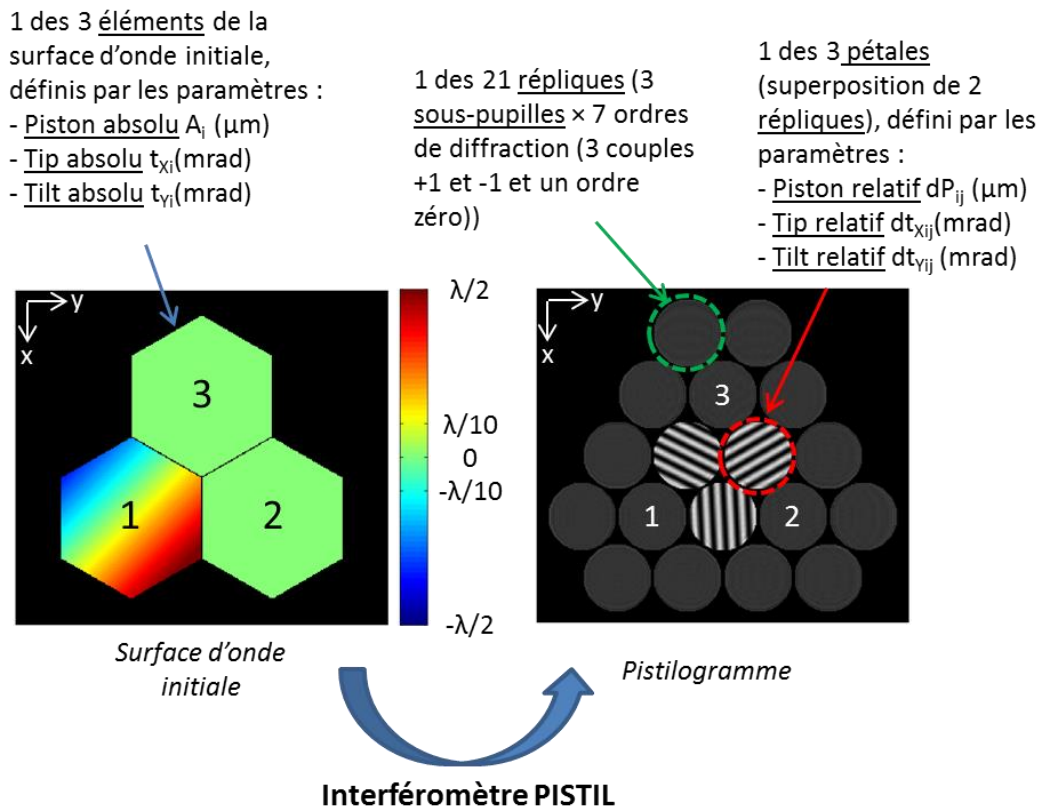 1 des 3 éléments de la
surface d'onde initiale,
définis par les paramètres :
- Piston absolu Ai (µm)
- Tip absolu tXi(mrad)
- Tilt absolu tYi(mrad)
1 des 21 répliques (3
sous-pupilles × 7 ordres
de diffraction (3 couples
+1 et -1 et un ordre
zéro))
1 des 3 pétales
(superposition de 2
répliques), défini par les
paramètres :
- Piston relatif dPij (µm)
- Tip relatif dtXij(mrad)
- Tilt relatif dtYij (mrad)
y
x
3
1
2
λ/2
λ/10
0
-λ/10
-λ/2
y
x
3
1
2
Surface d'onde
initiale
Pistilogramme
Interféromètre PISTIL